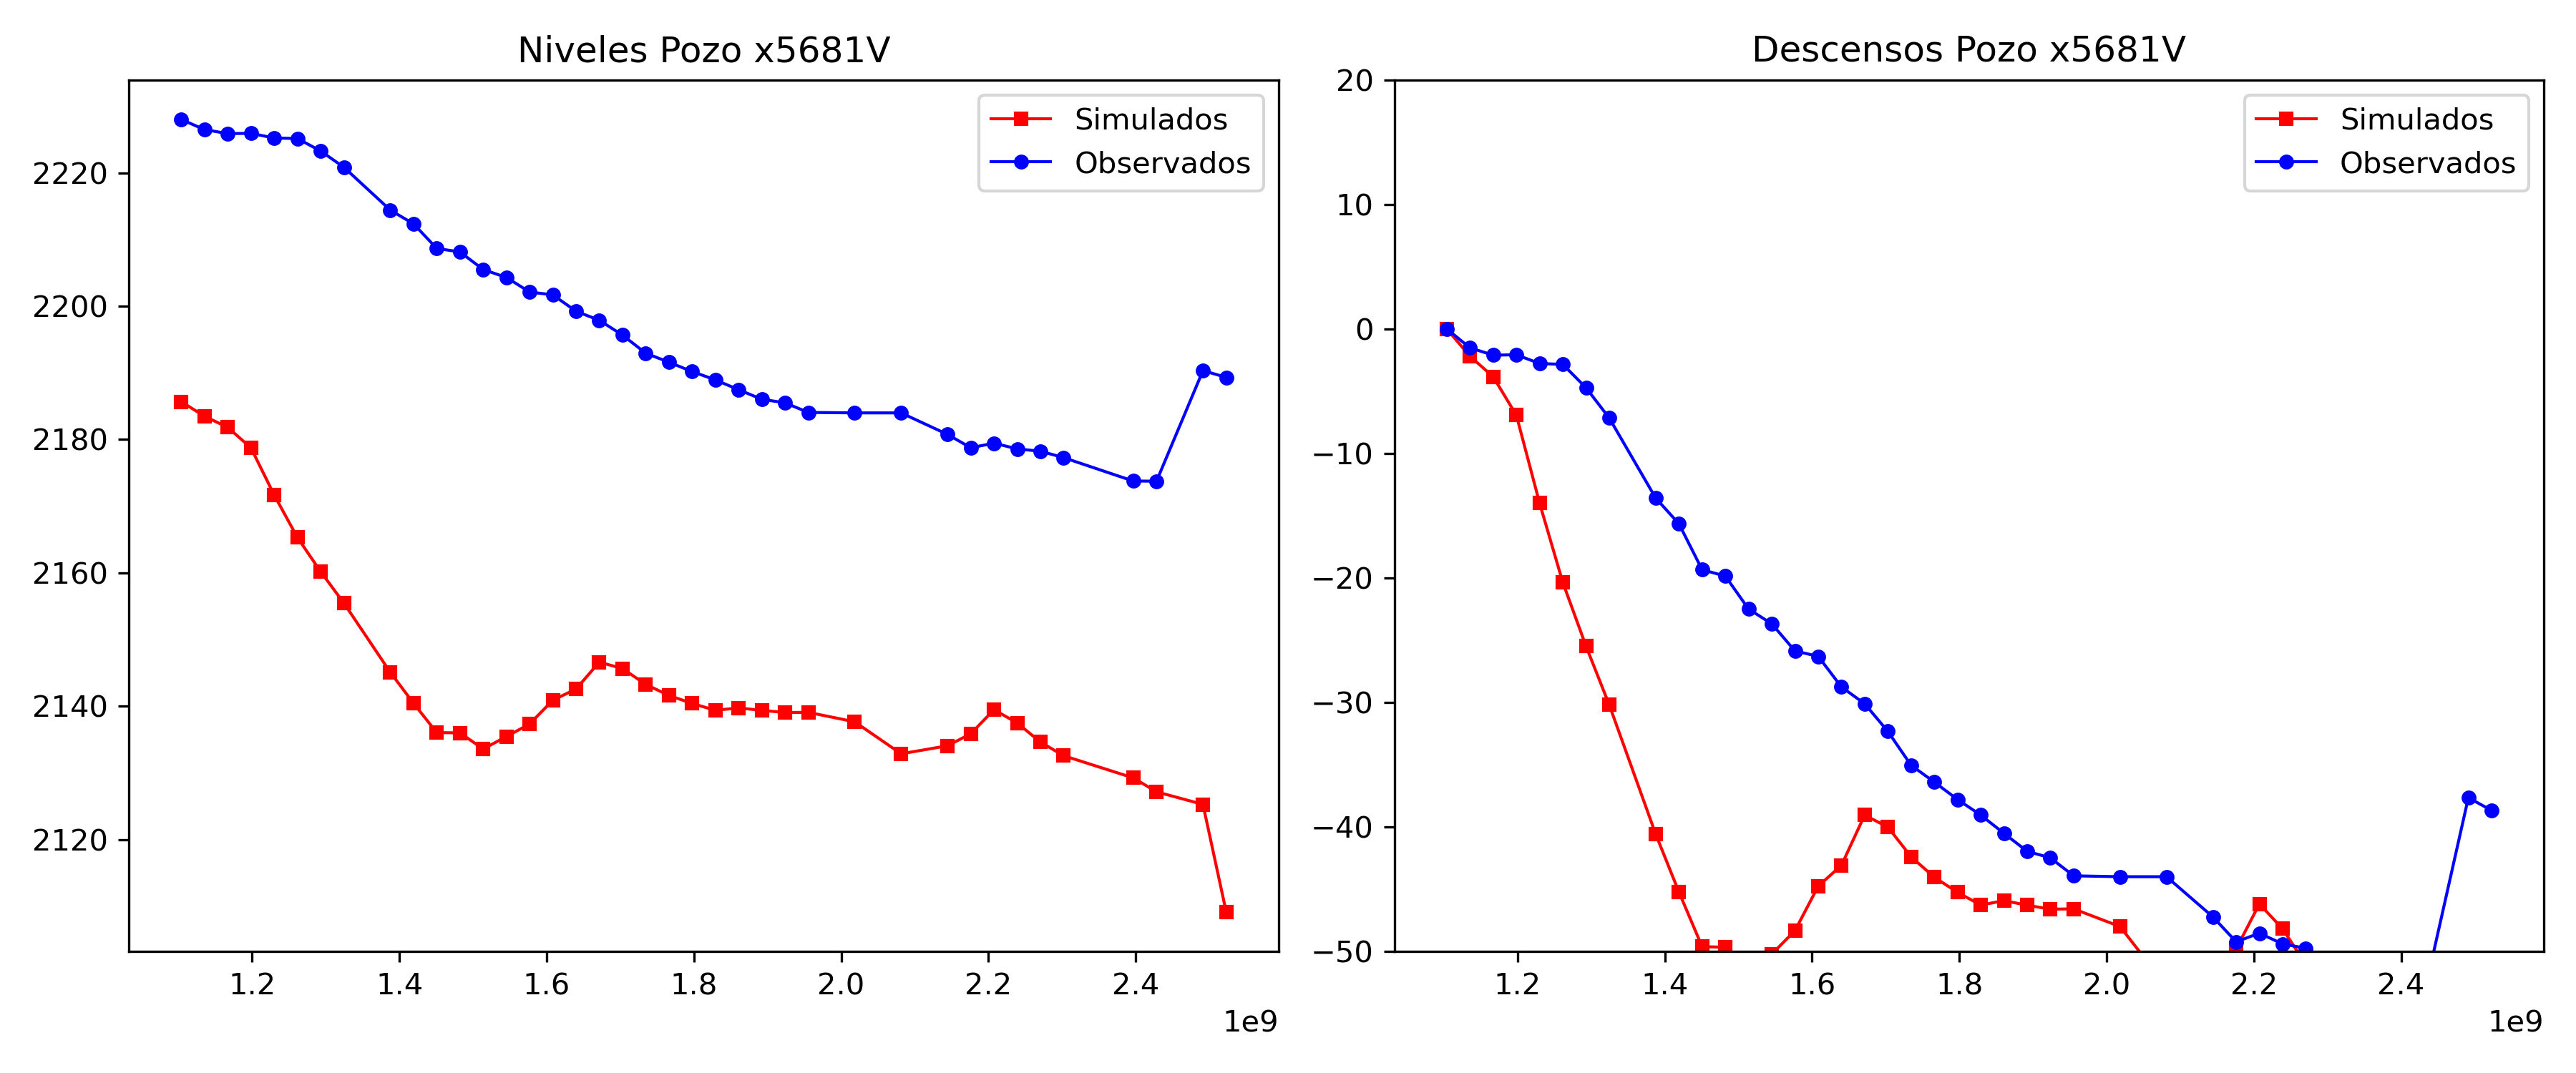 Niveles Pozo x5681V
Simulados
Observados
2220
2200
2180
2160
2140
2120
1.2 1.4 1.6 1.8 2.0 2.2 2.4
1e9
Descensos Pozo x5681V
Simulados
Observados
20
10
0
−10
−20
−30
−40
−50
1.2 1.4 1.6 1.8 2.0 2.2 2.4
1e9